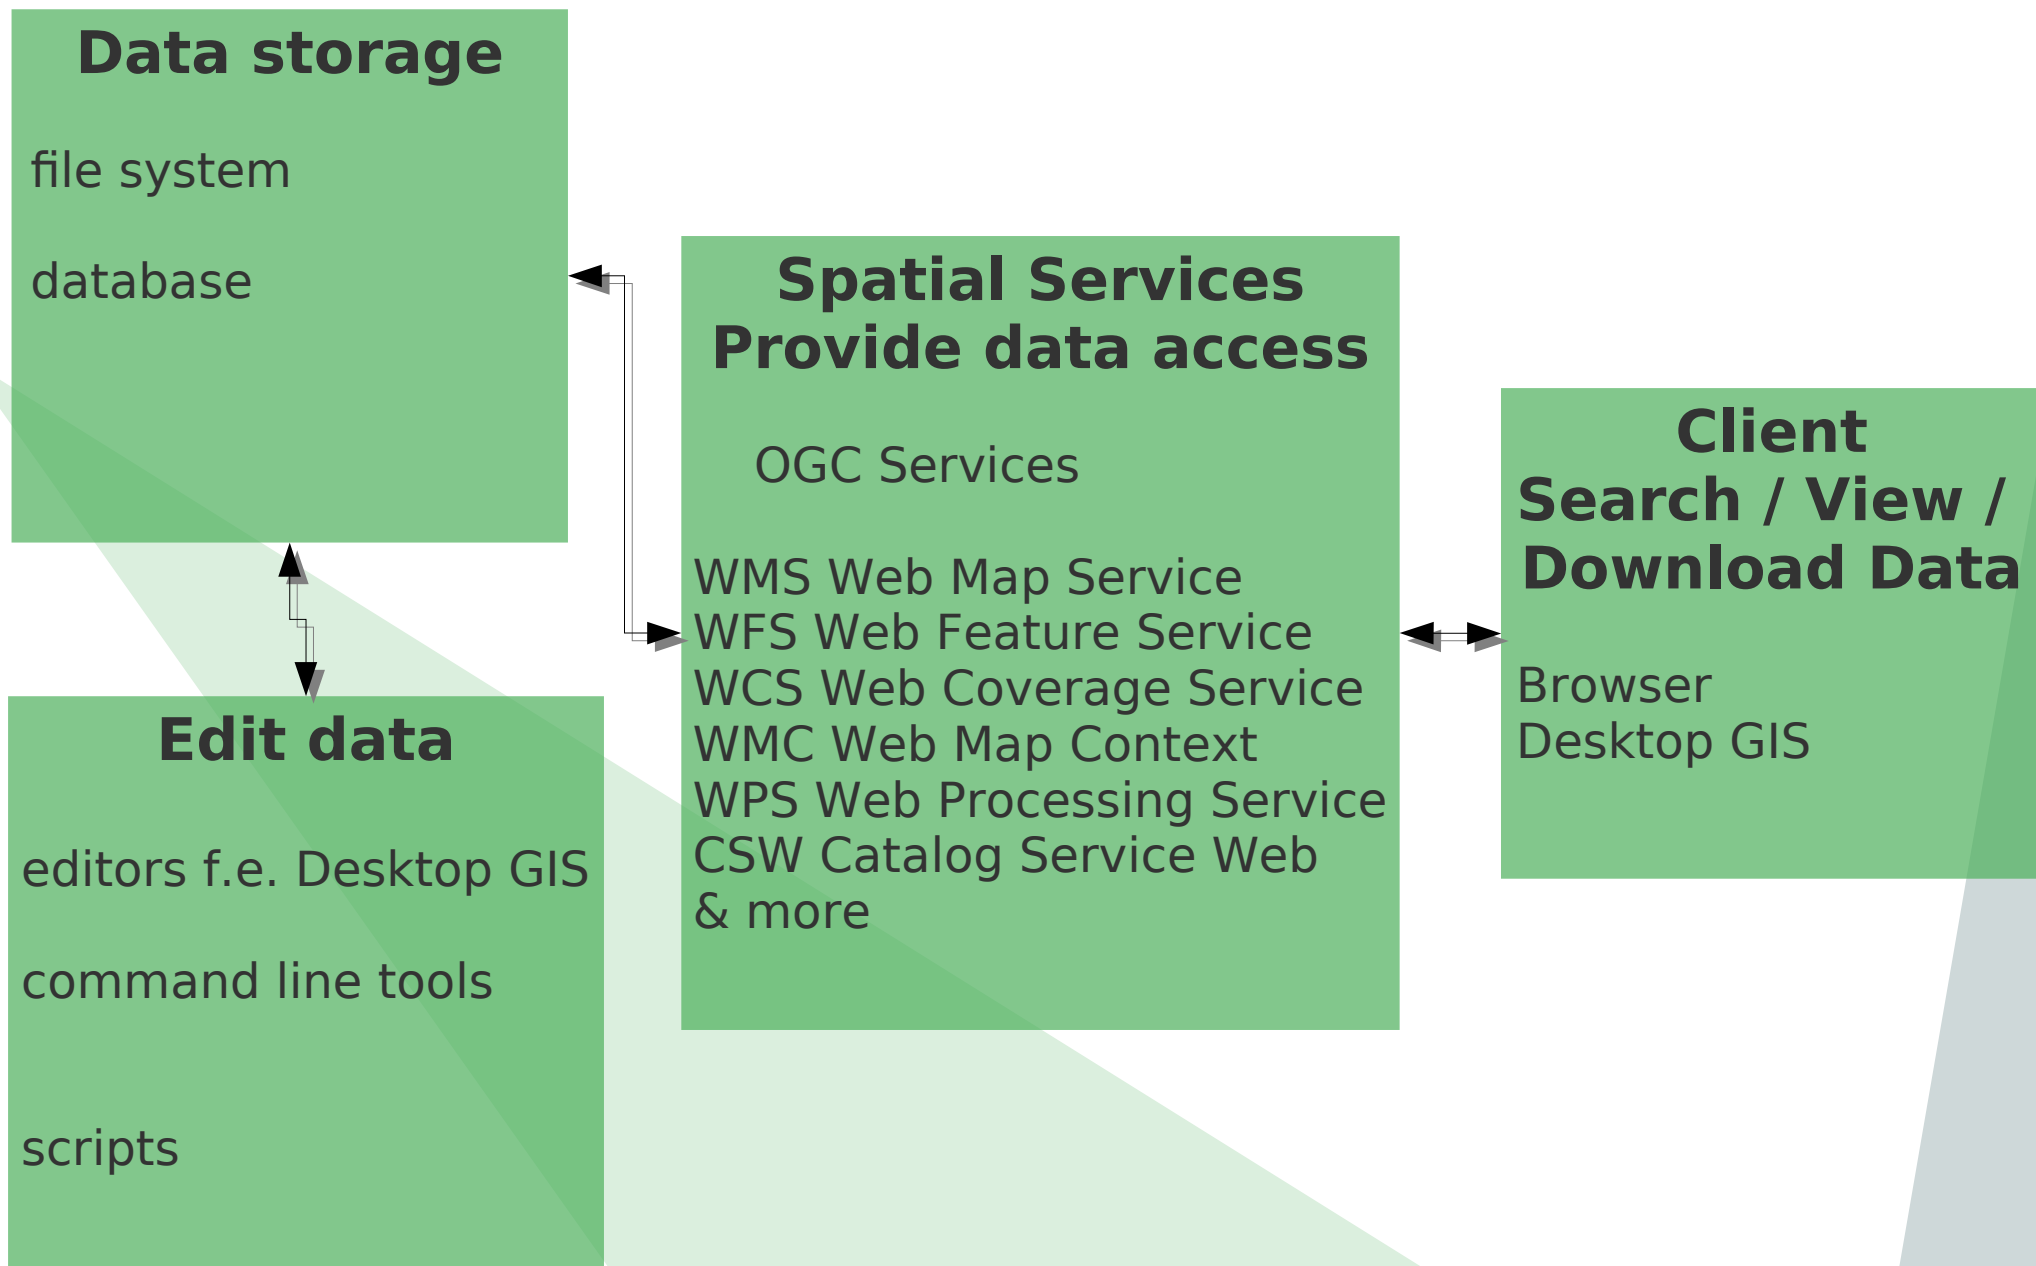 Data storage
file system
database
Edit data
editors f.e. Desktop GIS
command line tools
scripts
Spatial Services
Provide data access
OGC Services
WMS Web Map Service
WFS Web Feature Service
WCS Web Coverage Service
WMC Web Map Context
WPS Web Processing Service
CSW Catalog Service Web
& more
Client
Search / View /
Download Data
Browser
Desktop GIS